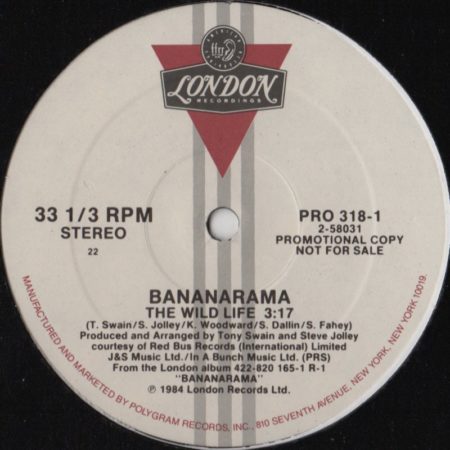 ffrr
LONDON
RECORDINGS
33 1/3 RPM
STEREO
22
PRO 318-1
2-58031
PROMOTIONAL COPY
NOT FOR SALE
BANANARAMA
THE WILD LIFE 3:17
(T. Swain/S. Jolley/K. Woodward/S. Dallin/S. Fahey)
Produced and Arranged by Tony Swain and Steve Jolley
courtesy of Red Bus Records (International) Limited
J&S Music Ltd./In A Bunch Music Ltd. (PRS)
From the London album 422-820 165-1 R-1
"BANANARAMA"
℗ 1984 London Records Ltd.
MANUFACTURED AND MARKETED BY POLYGRAM RECORDS, INC., 810 SEVENTH AVENUE, NEW YORK, NEW YORK 10019.